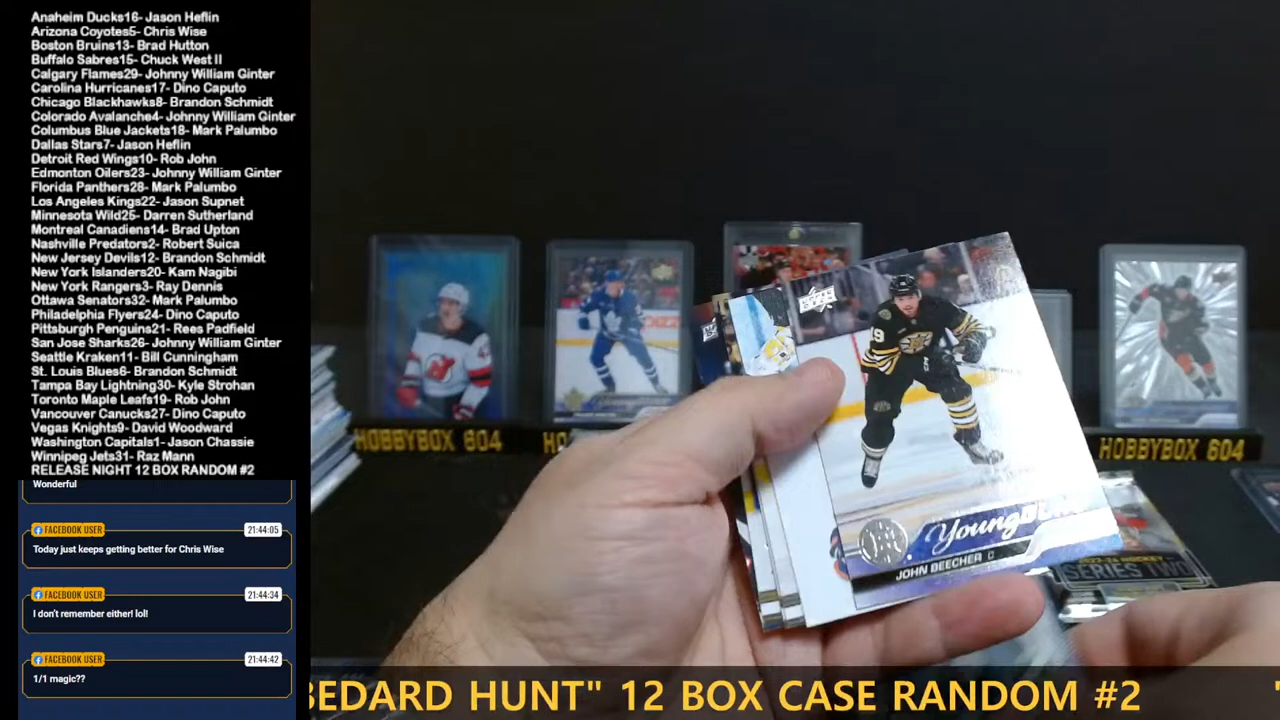 Anaheim Ducks16- Jason Heflin
Arizona Coyotes5- Chris Wise
Boston Bruins13- Brad Hutton
Buffalo Sabres15- Chuck West II
Calgary Flames29- Johnny William Ginter
Carolina Hurricanes17- Dino Caputo
Chicago Blackhawks8- Brandon Schmidt
Colorado Avalanche4- Johnny William Ginter
Columbus Blue Jackets18- Mark Palumbo
Dallas Stars7- Jason Heflin
Detroit Red Wings10- Rob John
Edmonton Oilers23- Johnny William Ginter
Florida Panthers28- Mark Palumbo
Los Angeles Kings22- Jason Supnet
Minnesota Wild25- Darren Sutherland
Montreal Canadiens14- Brad Upton
Nashville Predators2- Robert Suica
New Jersey Devils12- Brandon Schmidt
New York Islanders20- Kam Nagibi
New York Rangers3- Ray Dennis
Ottawa Senators32- Mark Palumbo
Philadelphia Flyers24- Dino Caputo
Pittsburgh Penguins21- Rees Padfield
San Jose Sharks26- Johnny William Ginter
Seattle Kraken11- Bill Cunningham
St. Louis Blues6- Brandon Schmidt
Tampa Bay Lightning30- Kyle Strohan
Toronto Maple Leafs19- Rob John
Vancouver Canucks27- Dino Caputo
Vegas Knights9- David Woodward
Washington Capitals1- Jason Chassie
Winnipeg Jets31- Raz Mann
RELEASE NIGHT 12 BOX RANDOM #2
Wonderful
FACEBOOK USER 21:44:05
Today just keeps getting better for Chris Wise
FACEBOOK USER 21:44:34
I don't remember either! lol!
FACEBOOK USER 21:44:42
1/1 magic??
HOBBYBOX 604
HOBBYBOX 604
19
Young
JOHN BEECHER C
HOCKEY
SERIES TWO
BEDARD HUNT" 12 BOX CASE RANDOM #2